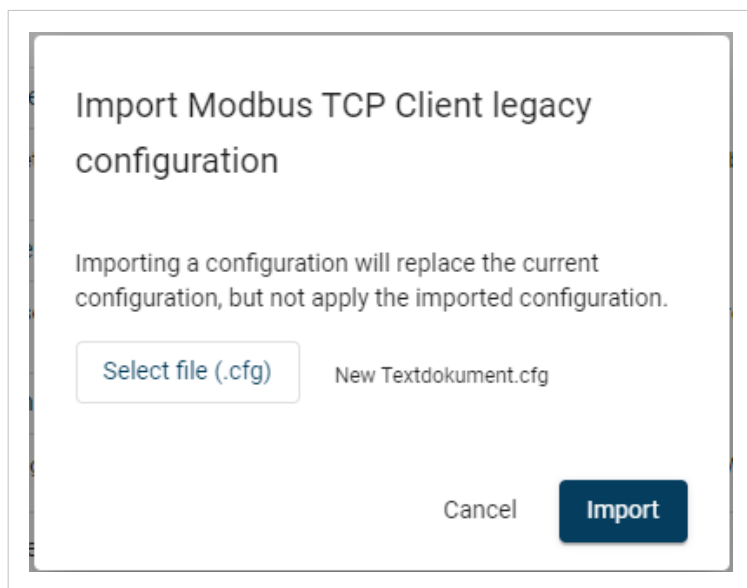 Import Modbus TCP Client legacy
configuration
Importing a configuration will replace the current
configuration, but not apply the imported configuration.
Select file (.cfg) New Textdokument.cfg
Cancel Import